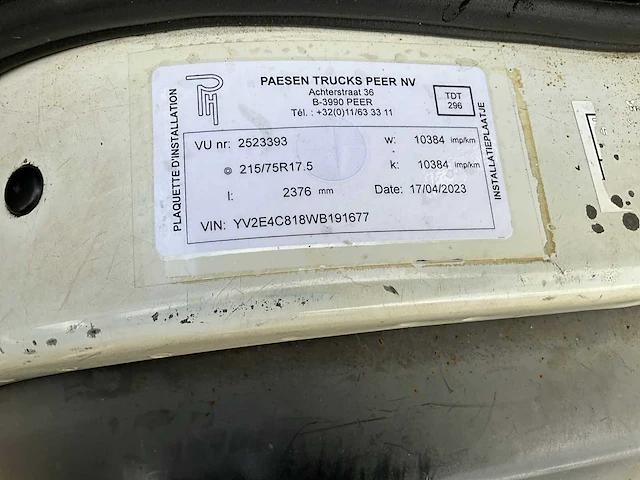 PLAQUETTE D'INSTALLATION
PAESEN TRUCKS PEER NV
Achterstraat 36
B-3990 PEER
Tél. : +32(0)11/63 33 11
TDT
296
VU nr: 2523393
w: 10384 imp/km
215/75R17.5
k: 10384 imp/km
l: 2376 mm
Date: 17/04/2023
VIN: YV2E4C818WB191677
INSTALLATIEPLAATJE